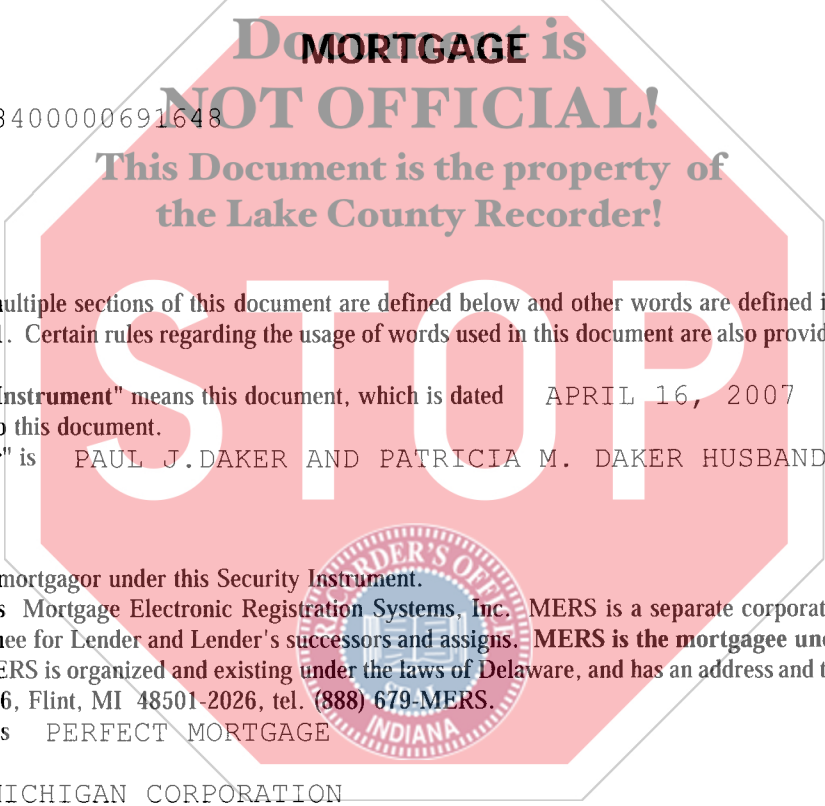 Document is
MORTGAGE
NOT OFFICIAL!
3400000691648
This Document is the property of
the Lake County Recorder!
STOP
multiple sections of this document are defined below and other words are defined i
1. Certain rules regarding the usage of words used in this document are also provid
Instrument" means this document, which is dated APRIL 16, 2007
o this document.
" is PAUL J.DAKER AND PATRICIA M. DAKER HUSBAND
mortgagor under this Security Instrument.
s Mortgage Electronic Registration Systems, Inc. MERS is a separate corporat
nee for Lender and Lender's successors and assigns. MERS is the mortgagee und
ERS is organized and existing under the laws of Delaware, and has an address and t
6, Flint, MI 48501-2026, tel. (888) 679-MERS.
s PERFECT MORTGAGE
MICHIGAN CORPORATION
RECORDER'S OFFICE
SEAL
INDIANA